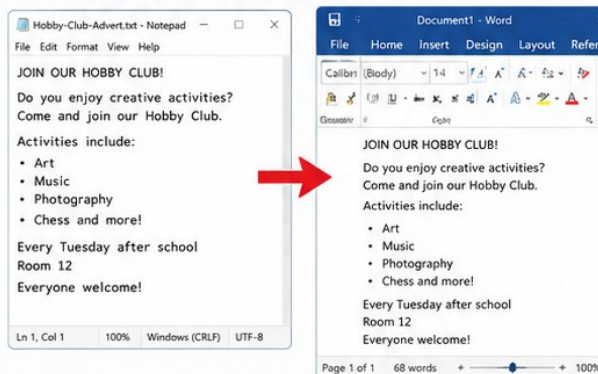 Hobby-Club-Advert.txt - Notepad
File Edit Format View Help
JOIN OUR HOBBY CLUB!
Do you enjoy creative activities?
Come and join our Hobby Club.
Activities include:
• Art
• Music
• Photography
• Chess and more!
Every Tuesday after school
Room 12
Everyone welcome!
Ln 1, Col 1 100% Windows (CRLF) UTF-8
Document1 - Word
File Home Insert Design Layout Refer
14
JOIN OUR HOBBY CLUB!
Do you enjoy creative activities?
Come and join our Hobby Club.
Activities include:
• Art
• Music
• Photography
• Chess and more!
Every Tuesday after school
Room 12
Everyone welcome!
Page 1 of 1 68 words 100%